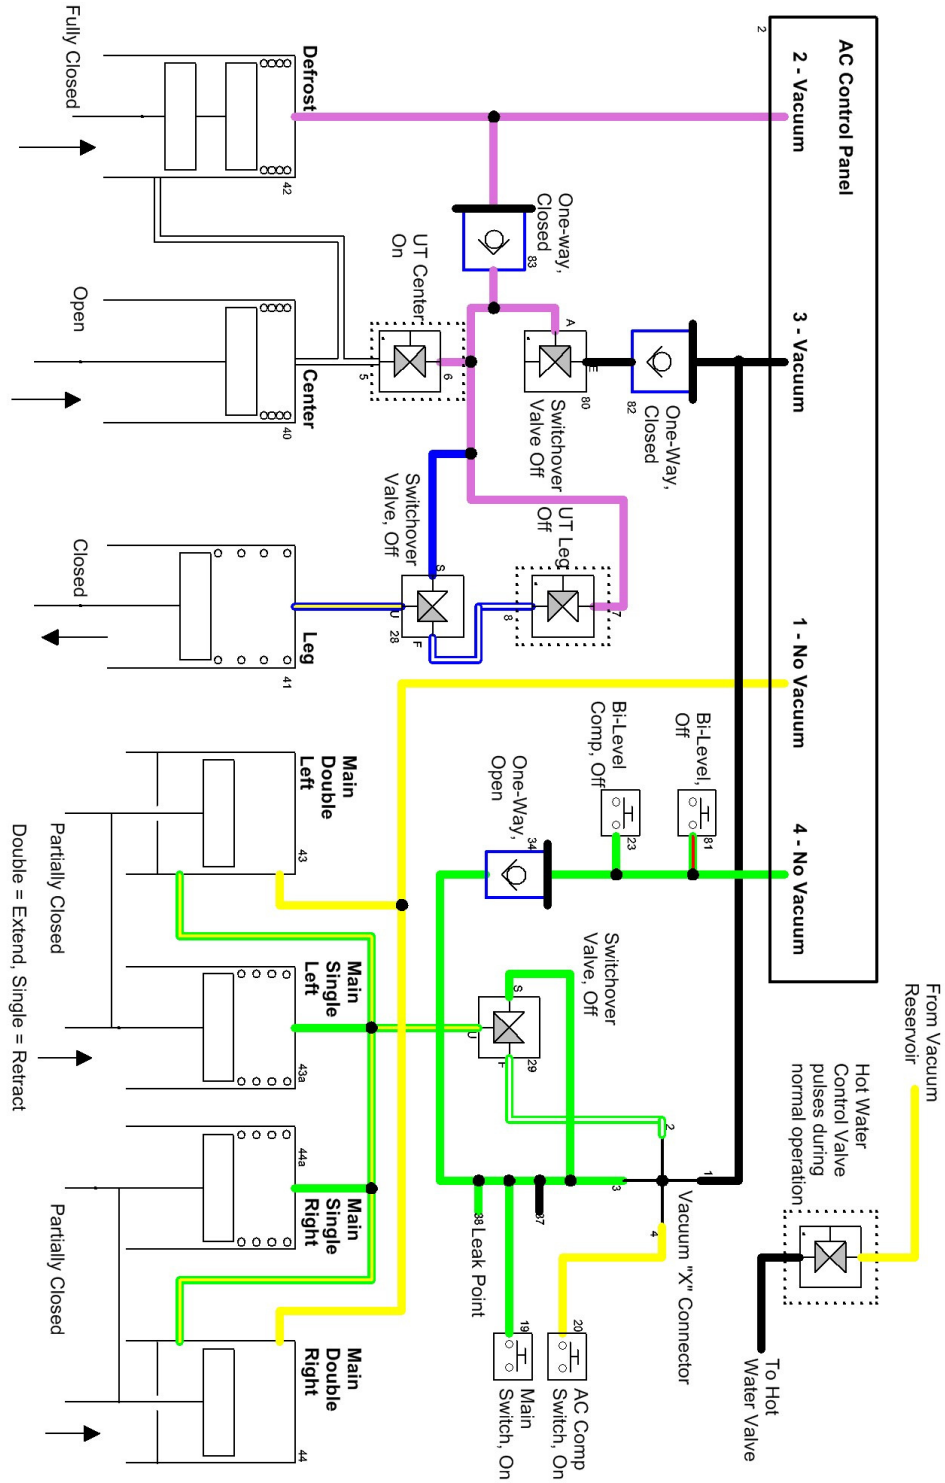 AC Control Panel
2
2 - Vacuum
3 - Vacuum
1 - No Vacuum
4 - No Vacuum
From Vacuum
Reservoir
Hot Water
Control Valve
pulses during
normal operation
To Hot
Water Valve
Fully Closed
Defrost
42
One-way,
Closed
83
UT Center
On
5
6
A
E
80
Switchover
Valve Off
82
One-Way,
Closed
Open
Center
40
Switchover
Valve, Off
S
U
28
F
UT Leg
Off
7
8
Closed
Leg
41
Bi-Level
Comp, Off
23
Bi-Level,
Off
81
One-Way,
Open
34
Main
Double
Left
43
Partially Closed
Main
Single
Left
43a
Double = Extend, Single = Retract
Switchover
Valve, Off
S
U
29
F
2
1
3
4
Vacuum "X" Connector
37
38
Leak Point
44a
Main
Single
Right
Partially Closed
Main
Double
Right
44
19
Main
Switch, On
20
AC Comp
Switch, On